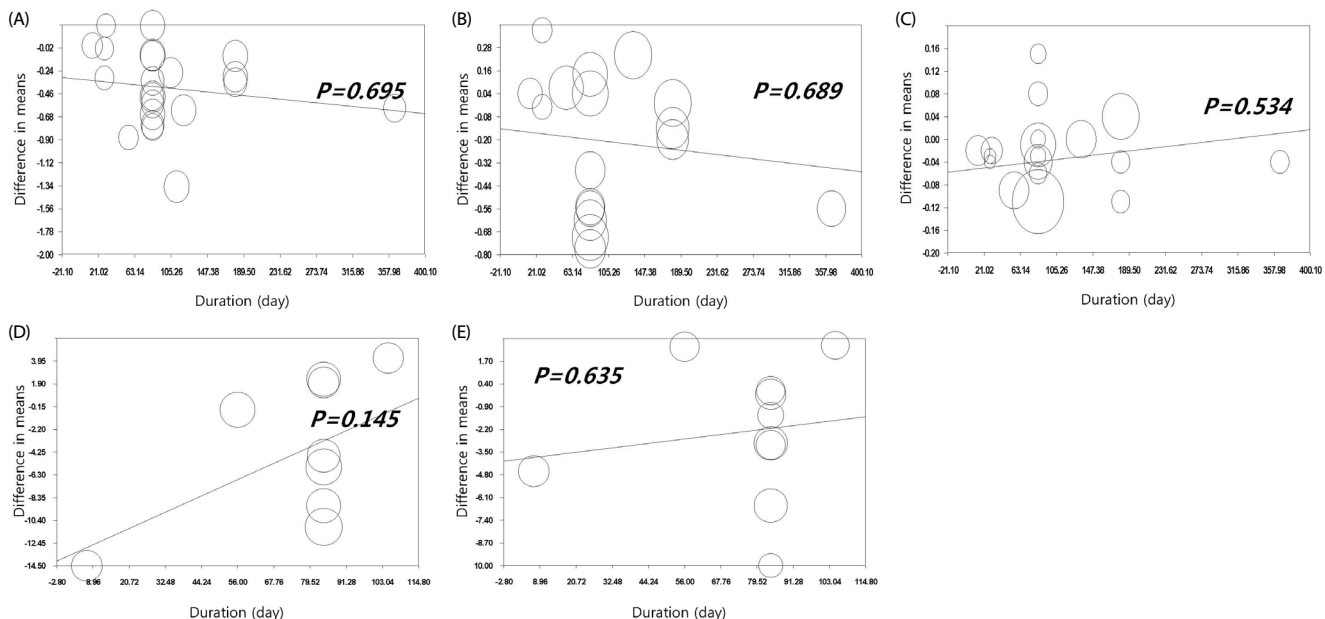 (A)
Difference in means
-0.02
-0.24
-0.46
-0.68
-0.90
-1.12
-1.34
-1.56
-1.78
-2.00
P=0.695
-21.10 21.02 63.14 105.26 147.38 189.50 231.62 273.74 315.86 357.98 400.10
Duration (day)
(B)
Difference in means
0.28
0.16
0.04
-0.08
-0.20
-0.32
-0.44
-0.56
-0.68
-0.80
P=0.689
-21.10 21.02 63.14 105.26 147.38 189.50 231.62 273.74 315.86 357.98 400.10
Duration (day)
(C)
Difference in means
0.16
0.12
0.08
0.04
0.00
-0.04
-0.08
-0.12
-0.16
-0.20
P=0.534
-21.10 21.02 63.14 105.26 147.38 189.50 231.62 273.74 315.86 357.98 400.10
Duration (day)
(D)
Difference in means
3.95
1.90
-0.15
-2.20
-4.25
-6.30
-8.35
-10.40
-12.45
-14.50
P=0.145
-2.80 8.96 20.72 32.48 44.24 56.00 67.76 79.52 91.28 103.04 114.80
Duration (day)
(E)
Difference in means
1.70
0.40
-0.90
-2.20
-3.50
-4.80
-6.10
-7.40
-8.70
10.00
P=0.635
-2.80 8.96 20.72 32.48 44.24 56.00 67.76 79.52 91.28 103.04 114.80
Duration (day)